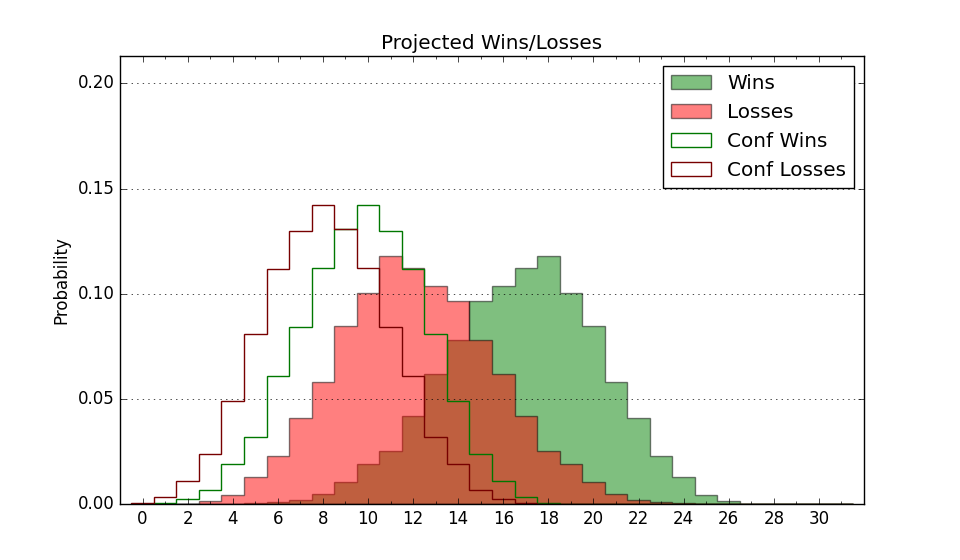 Projected Wins/Losses
0.20
0.15
0.10
0.05
0.00
Probability
Wins
Losses
Conf Wins
Conf Losses
0 2 4 6 8 10 12 14 16 18 20 22 24 26 28 30